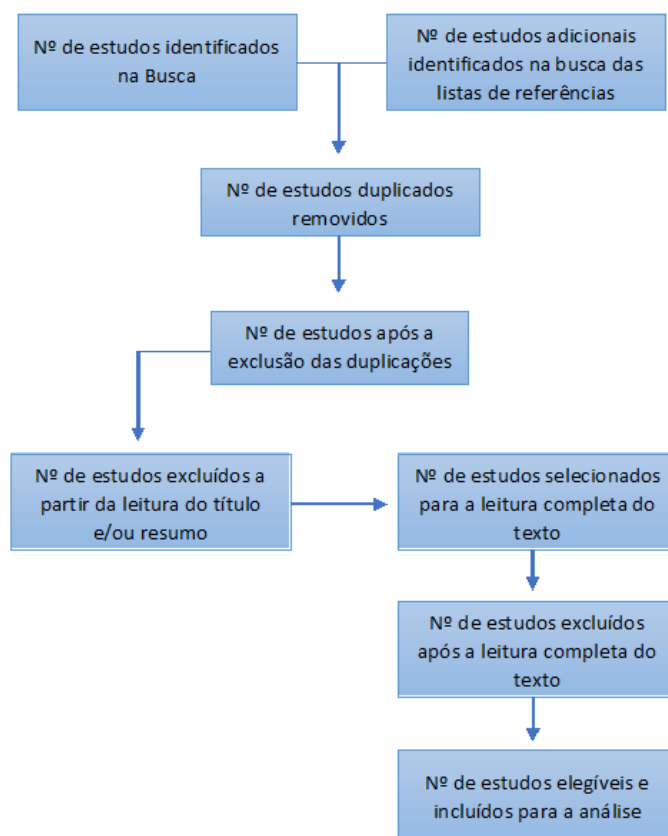 Nº de estudos identificados
na Busca
Nº de estudos adicionais
identificados na busca das
listas de referências
Nº de estudos duplicados
removidos
Nº de estudos após a
exclusão das duplicações
Nº de estudos excluídos a
partir da leitura do título
e/ou resumo
Nº de estudos selecionados
para a leitura completa do
texto
Nº de estudos excluídos
após a leitura completa do
texto
Nº de estudos elegíveis e
incluídos para a análise